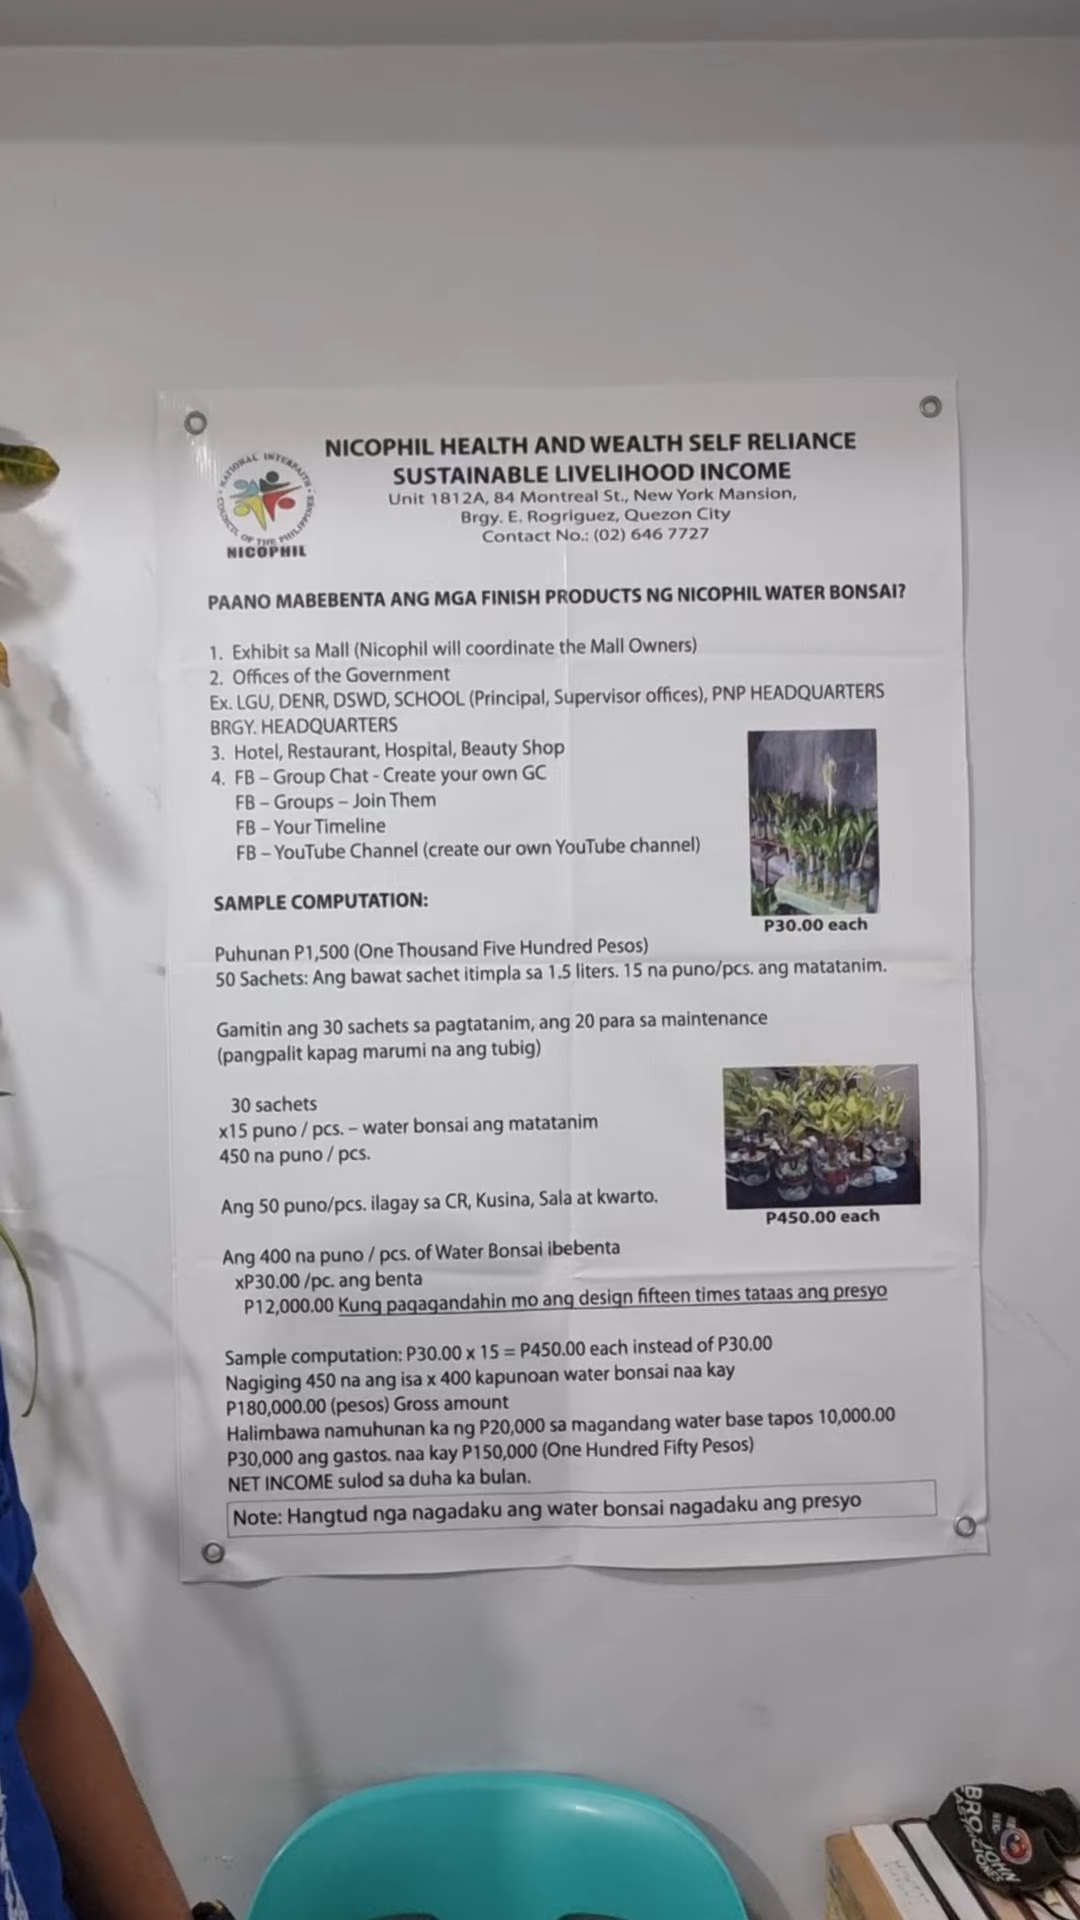 NATIONAL INTERFAITH
COUNCIL OF THE PHILIPPINES
NICOPHIL
NICOPHIL HEALTH AND WEALTH SELF RELIANCE
SUSTAINABLE LIVELIHOOD INCOME
Unit 1812A, 84 Montreal St., New York Mansion,
Brgy. E. Rogriguez, Quezon City
Contact No.: (02) 646 7727
PAANO MABEBENTA ANG MGA FINISH PRODUCTS NG NICOPHIL WATER BONSAI?
1. Exhibit sa Mall (Nicophil will coordinate the Mall Owners)
2. Offices of the Government
Ex. LGU, DENR, DSWD, SCHOOL (Principal, Supervisor offices), PNP HEADQUARTERS
BRGY. HEADQUARTERS
3. Hotel, Restaurant, Hospital, Beauty Shop
4. FB – Group Chat - Create your own GC
FB – Groups – Join Them
FB – Your Timeline
FB – YouTube Channel (create our own YouTube channel)
P30.00 each
SAMPLE COMPUTATION:
Puhunan P1,500 (One Thousand Five Hundred Pesos)
50 Sachets: Ang bawat sachet itimpla sa 1.5 liters. 15 na puno/pcs. ang matatanim.
Gamitin ang 30 sachets sa pagtatanim, ang 20 para sa maintenance
(pangpalit kapag marumi na ang tubig)
30 sachets
x15 puno / pcs. – water bonsai ang matatanim
450 na puno / pcs.
P450.00 each
Ang 50 puno/pcs. ilagay sa CR, Kusina, Sala at kwarto.
Ang 400 na puno / pcs. of Water Bonsai ibebenta
xP30.00 /pc. ang benta
P12,000.00 Kung pagagandahin mo ang design fifteen times tataas ang presyo
Sample computation: P30.00 x 15 = P450.00 each instead of P30.00
Nagiging 450 na ang isa x 400 kapunoan water bonsai naa kay
P180,000.00 (pesos) Gross amount
Halimbawa namuhunan ka ng P20,000 sa magandang water base tapos 10,000.00
P30,000 ang gastos. naa kay P150,000 (One Hundred Fifty Pesos)
NET INCOME sulod sa duha ka bulan.
Note: Hangtud nga nagadaku ang water bonsai nagadaku ang presyo
BRO. JOHN